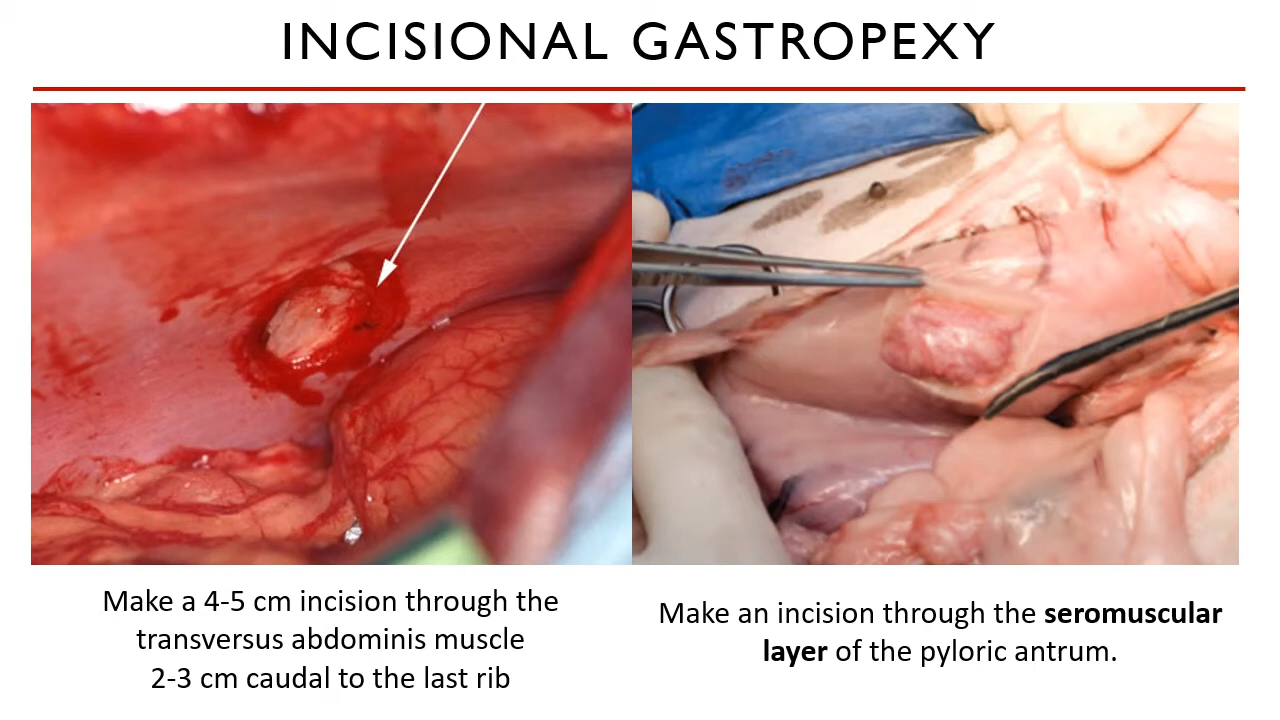 INCISIONAL GASTROPEXY
Make a 4-5 cm incision through the
transversus abdominis muscle
2-3 cm caudal to the last rib
Make an incision through the seromuscular
layer of the pyloric antrum.